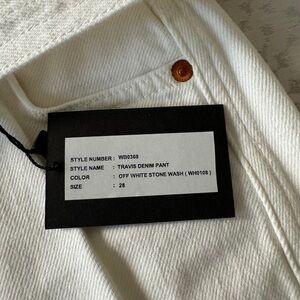 STYLE NUMBER : WB0369
STYLE NAME : TRAVIS DENIM PANT
COLOR : OFF WHITE STONE WASH ( WH0108 )
SIZE : 28